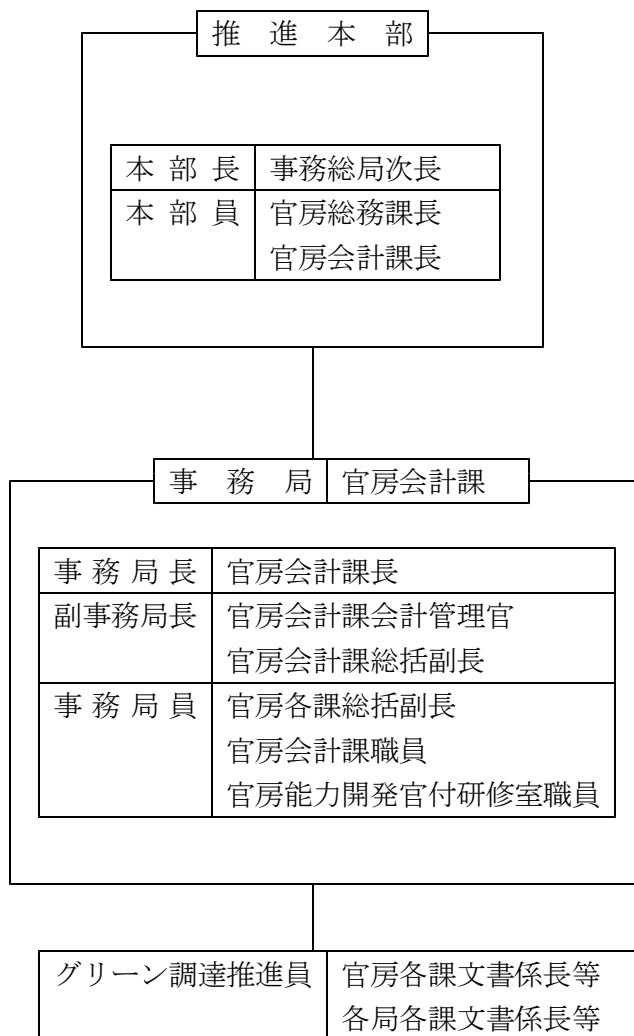 推進本部
本部長 事務総局次長
本部員 官房総務課長
官房会計課長
事務局 官房会計課
事務局長 官房会計課長
副事務局長 官房会計課会計管理官
官房会計課総括副長
事務局員 官房各課総括副長
官房会計課職員
官房能力開発官付研修室職員
グリーン調達推進員 官房各課文書係長等
各局各課文書係長等